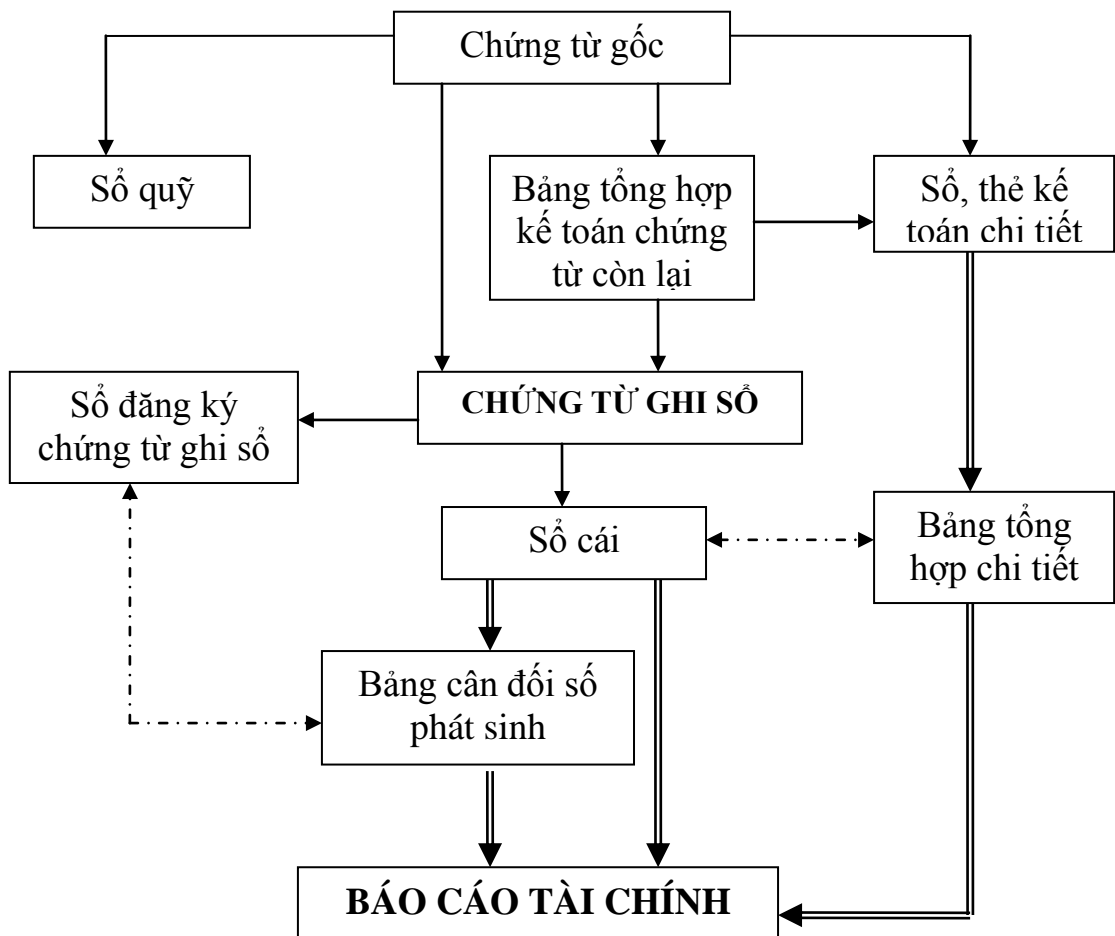 Chứng từ gốc
Sổ quỹ
Bảng tổng hợp
kế toán chứng
từ còn lại
Sổ, thẻ kế
toán chi tiết
Sổ đăng ký
chứng từ ghi sổ
CHỨNG TỪ GHI SỔ
Sổ cái
Bảng tổng
hợp chi tiết
Bảng cân đối số
phát sinh
BÁO CÁO TÀI CHÍNH